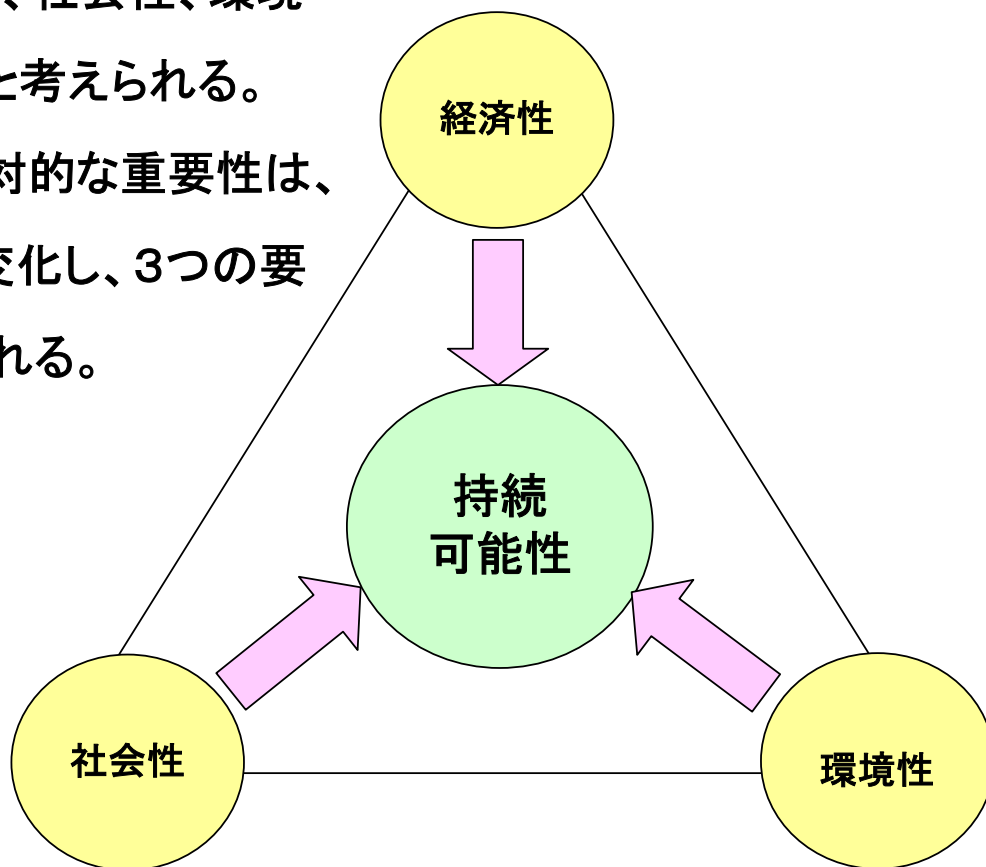 、社会性、環境
と考えられる。
対的な重要性は、
変化し、３つの要
れる。
経済性
持続
可能性
社会性
環境性